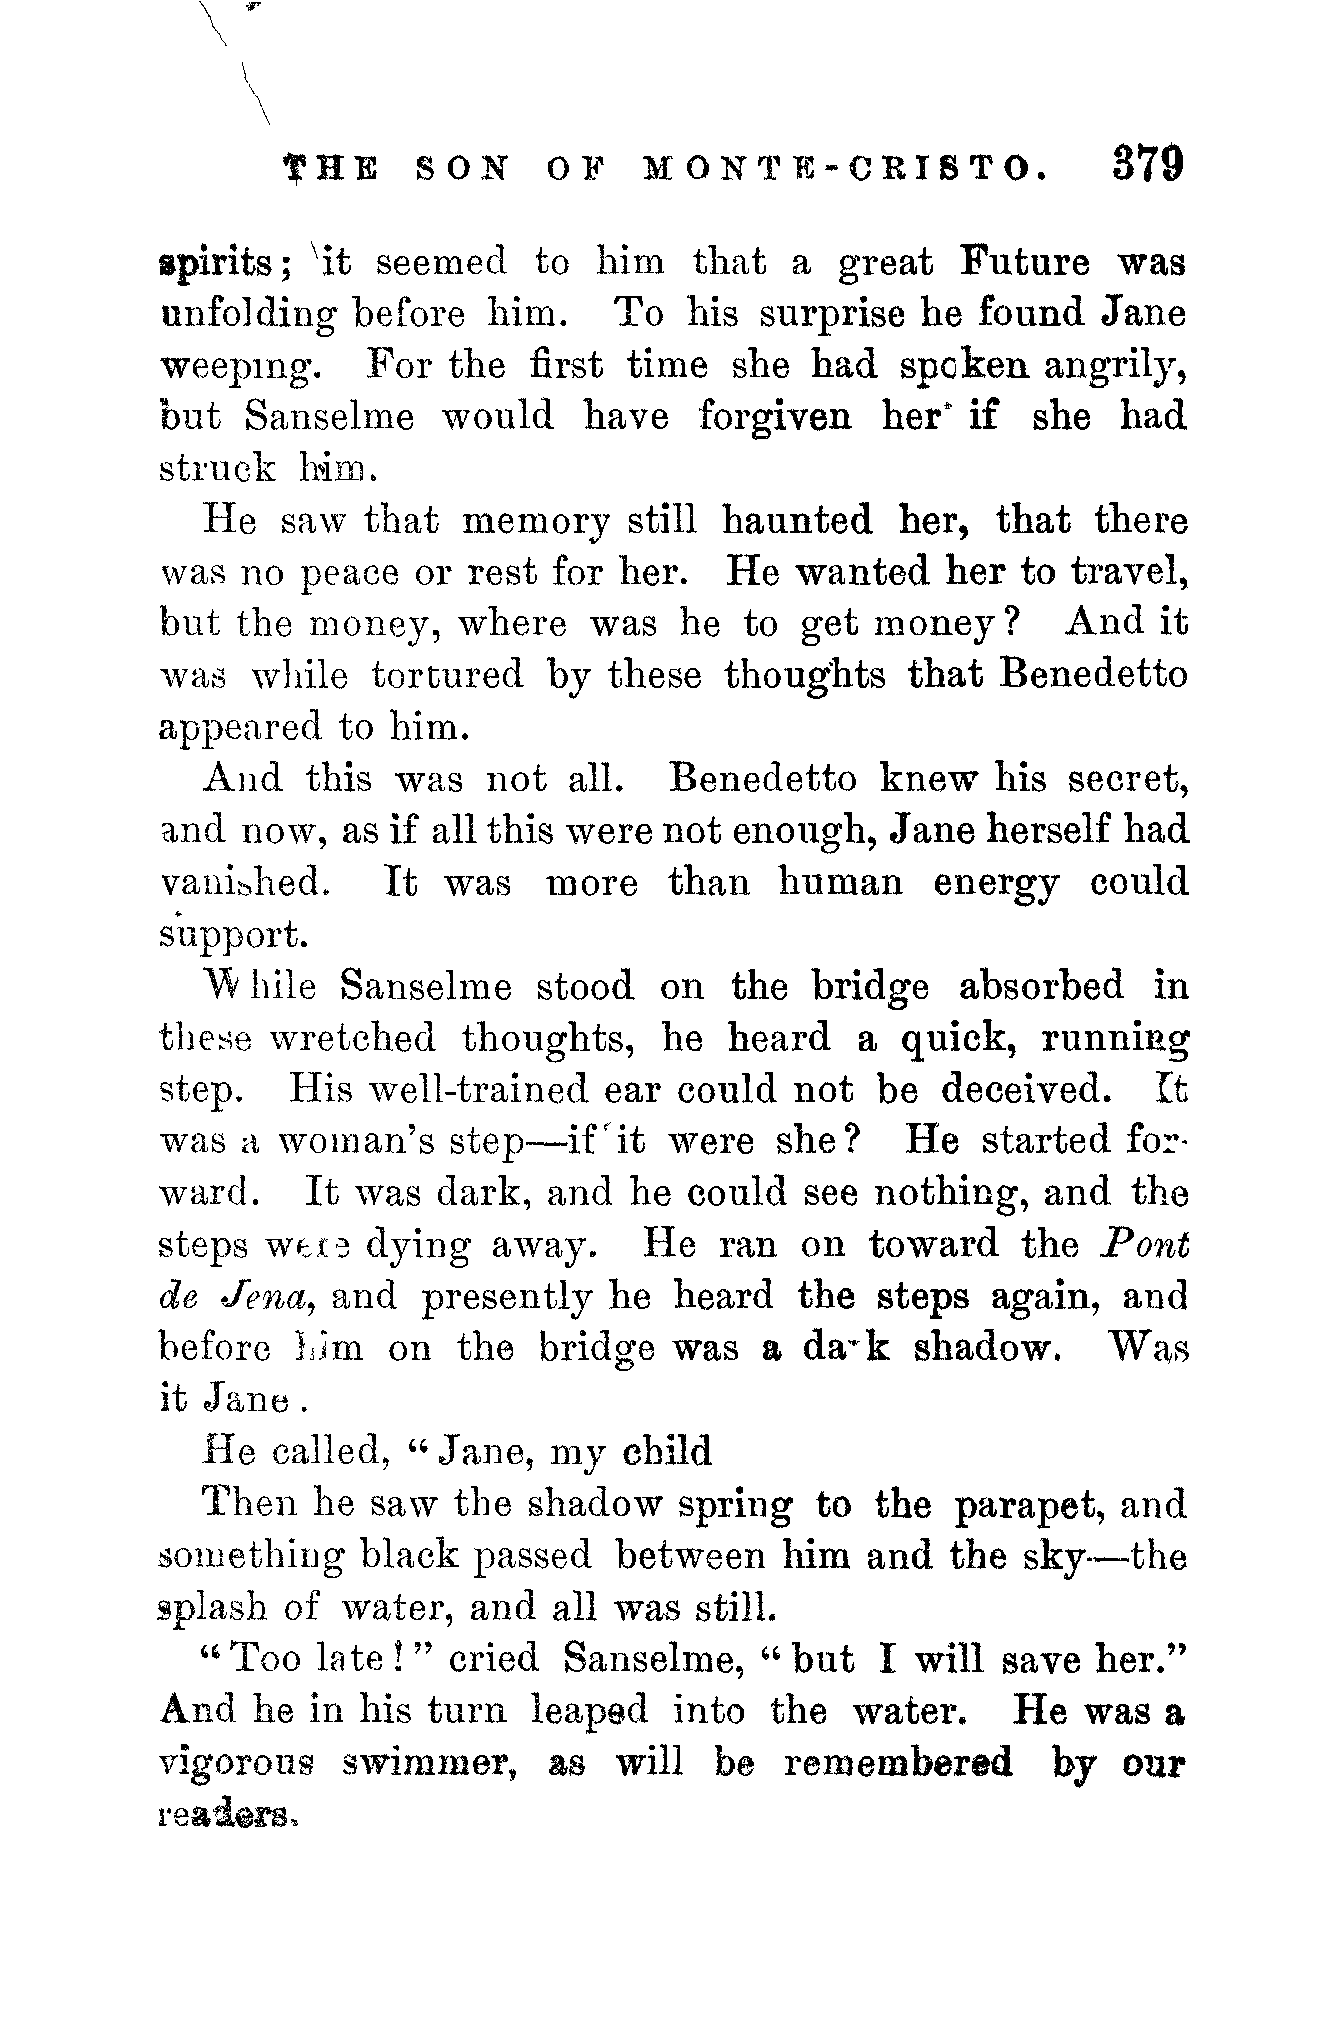 THE SON OF MONTE-CRISTO. 379
spirits; it seemed to him that a great Future was
unfolding before him. To his surprise he found Jane
weeping. For the first time she had spoken angrily,
but Sanselme would have forgiven her if she had
struck him.
He saw that memory still haunted her, that there
was no peace or rest for her. He wanted her to travel,
but the money, where was he to get money? And it
was while tortured by these thoughts that Benedetto
appeared to him.
And this was not all. Benedetto knew his secret,
and now, as if all this were not enough, Jane herself had
vanished. It was more than human energy could
support.
While Sanselme stood on the bridge absorbed in
these wretched thoughts, he heard a quick, running
step. His well-trained ear could not be deceived. It
was a woman's step—if it were she? He started for-
ward. It was dark, and he could see nothing, and the
steps were dying away. He ran on toward the Pont
de Jena, and presently he heard the steps again, and
before him on the bridge was a dark shadow. Was
it Jane.
He called, “Jane, my child
Then he saw the shadow spring to the parapet, and
something black passed between him and the sky—the
splash of water, and all was still.
“Too late!” cried Sanselme, “but I will save her.”
And he in his turn leaped into the water. He was a
vigorous swimmer, as will be remembered by our
readers.